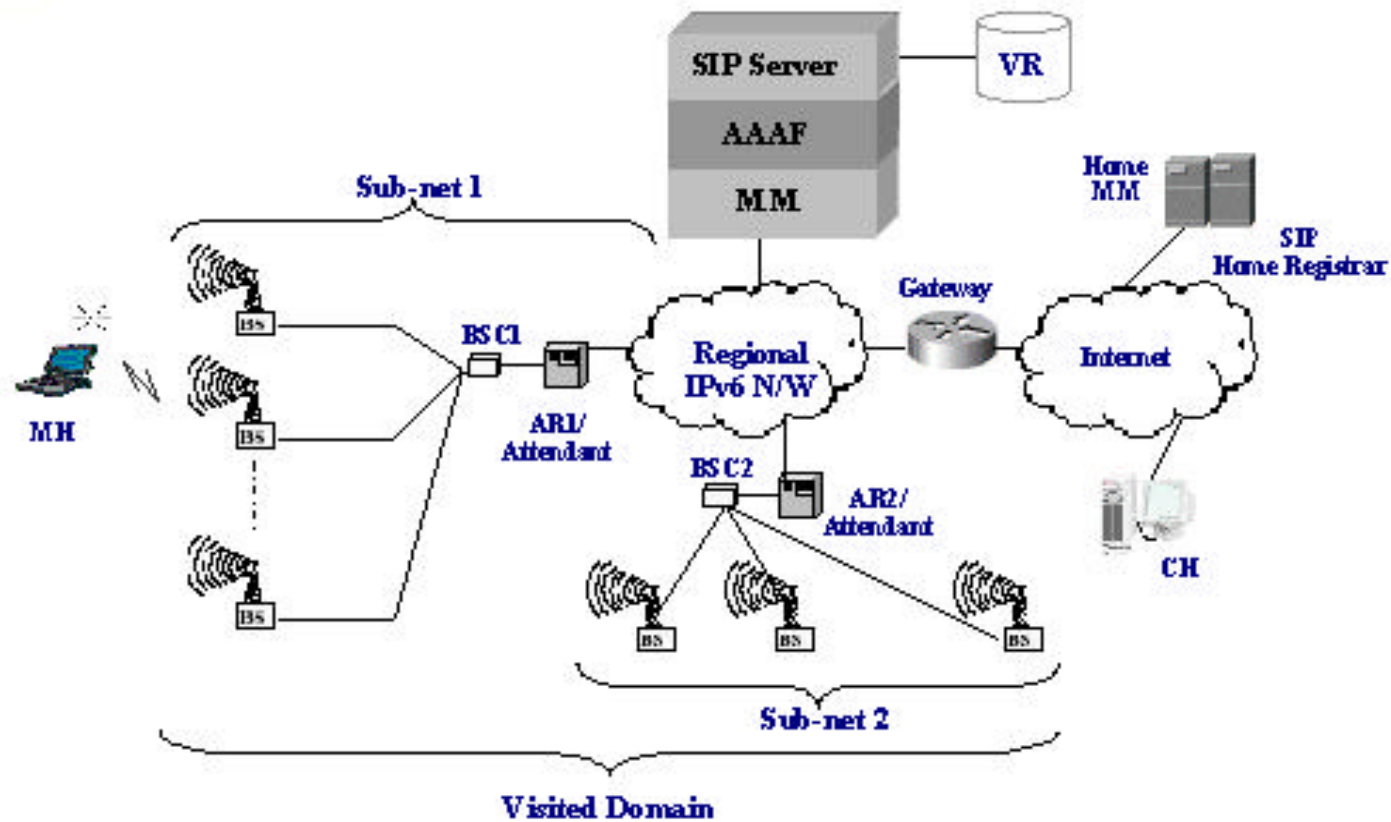 SIP Server
VR
AAAF
MM
Home
MM
Sub-net 1
SIP
Home Registrar
BS
Gateway
BSC1
Regional
IPv6 N/W
Internet
MH
BS
AR1/
Attendant
BSC2
AR2/
Attendant
CH
BS
BS
BS
BS
Sub-net 2
Visited Domain